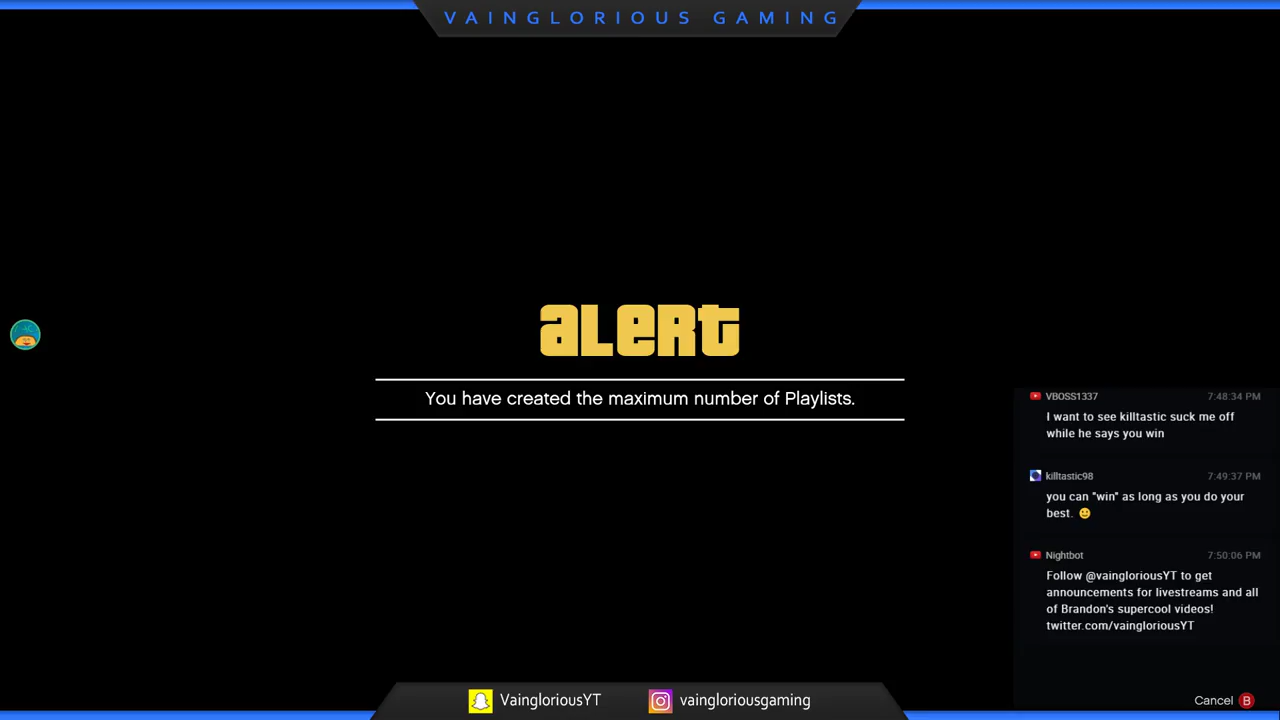 VAINGLORIOUS GAMING
aLeRt
You have created the maximum number of Playlists.
VBOSS1337 7:48:34 PM
I want to see killtastic suck me off
while he says you win
killtastic98 7:49:37 PM
you can "win" as long as you do your
best. 🙂
Nightbot 7:50:06 PM
Follow @vaingloriousYT to get
announcements for livestreams and all
of Brandon's supercool videos!
twitter.com/vaingloriousYT
VaingloriousYT vaingloriousgaming
Cancel B